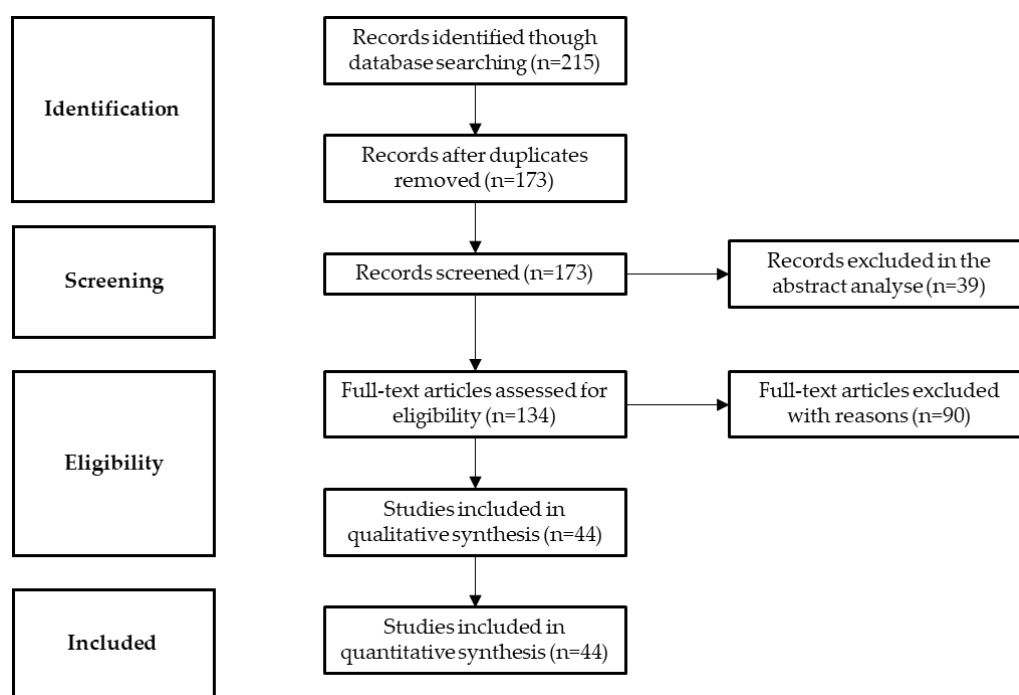 Identification
Records identified though
database searching (n=215)
Records after duplicates
removed (n=173)
Screening
Records screened (n=173)
Records excluded in the
abstract analyse (n=39)
Eligibility
Full-text articles assessed for
eligibility (n=134)
Full-text articles excluded
with reasons (n=90)
Studies included in
qualitative synthesis (n=44)
Included
Studies included in
quantitative synthesis (n=44)